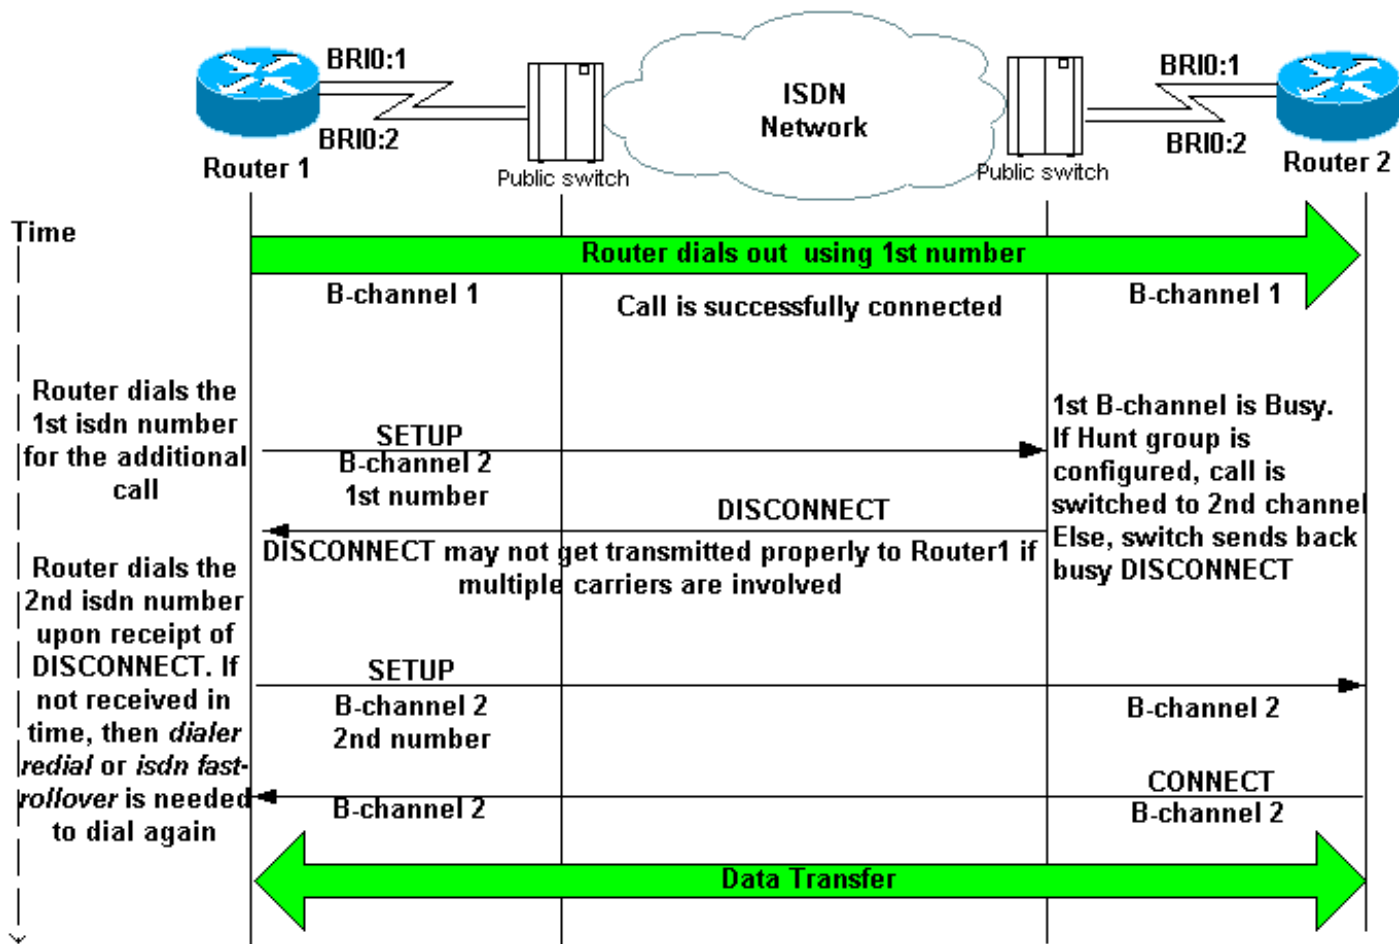 BRI0:1
BRI0:2
Router 1
Public switch
ISDN
Network
Public switch
BRI0:1
BRI0:2
Router 2
Time
Router dials out using 1st number
B-channel 1
Call is successfully connected
B-channel 1
Router dials the
1st isdn number
for the additional
call
SETUP
B-channel 2
1st number
1st B-channel is Busy.
If Hunt group is
configured, call is
switched to 2nd channel
Else, switch sends back
busy DISCONNECT
DISCONNECT
DISCONNECT may not get transmitted properly to Router1 if
multiple carriers are involved
Router dials the
2nd isdn number
upon receipt of
DISCONNECT. If
not received in
time, then dialer
redial or isdn fast-
rollover is needed
to dial again
SETUP
B-channel 2
2nd number
B-channel 2
CONNECT
B-channel 2
B-channel 2
Data Transfer